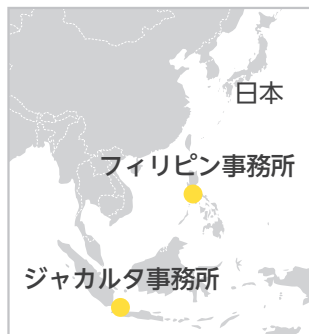 日本
フィリピン事務所
ジャカルタ事務所